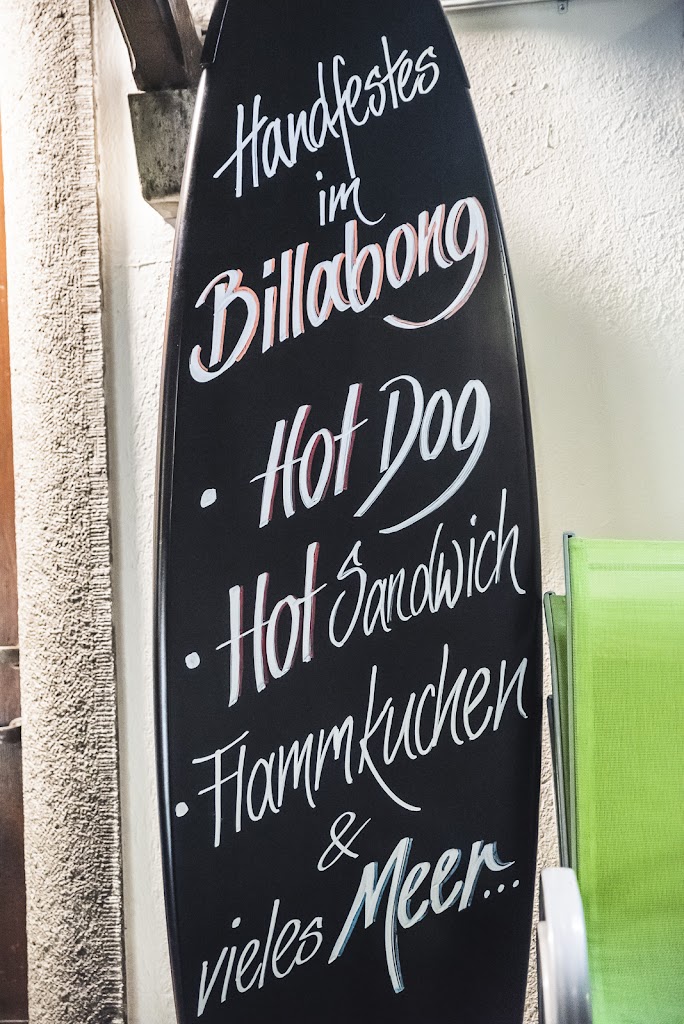 Handfestes
im
Billabong
· Hot Dog
· Hot Sandwich
· Flammkuchen
&
vieles Meer...